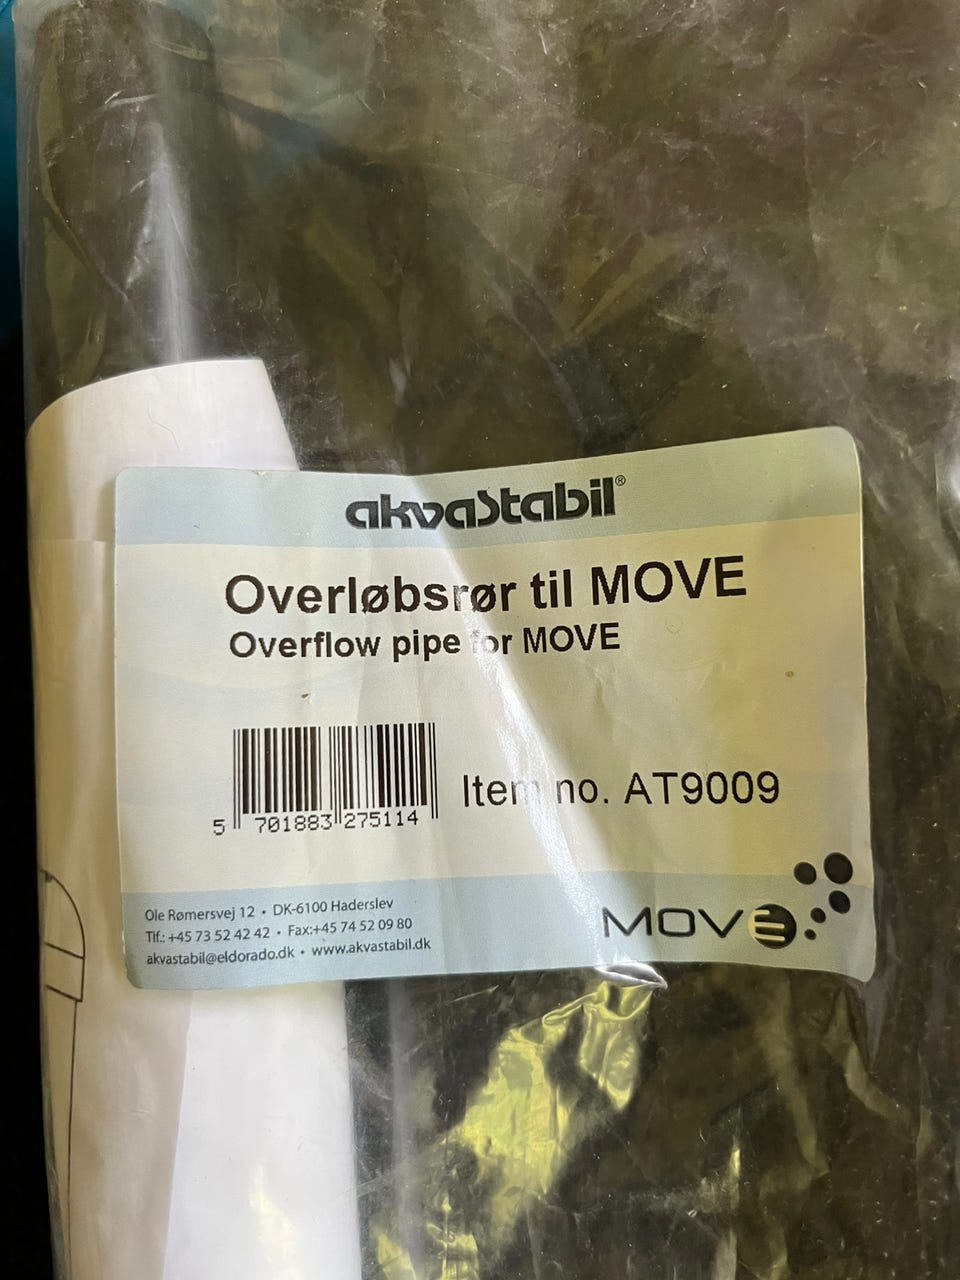 akvaStabil®
Overløbsrør til MOVE
Overflow pipe for MOVE
5 701883 275114
Item no. AT9009
Ole Rømersvej 12 • DK-6100 Haderslev
Tlf.: +45 73 52 42 42 • Fax:+45 74 52 09 80
akvastabil@eldorado.dk • www.akvastabil.dk
MOVE